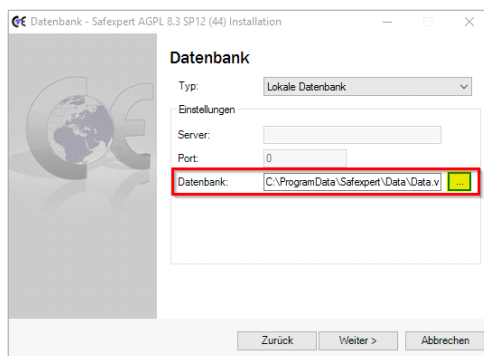 Datenbank - Safexpert AGPL 8.3 SP12 (44) Installation
Datenbank
Typ: Lokale Datenbank
Einstellungen
Server:
Port: 0
Datenbank: C:\ProgramData\Safexpert\Data\Data.v ...
Zurück Weiter > Abbrechen